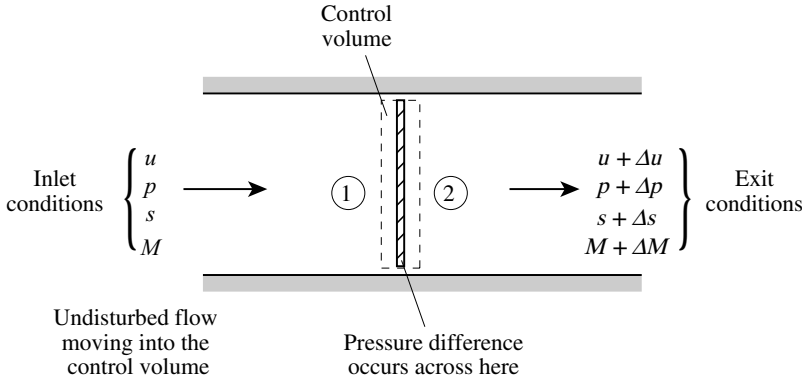 Control
volume
Inlet
conditions
u
p
s
M
1
2
u + Δu
p + Δp
s + Δs
M + ΔM
Exit
conditions
Undisturbed flow
moving into the
control volume
Pressure difference
occurs across here